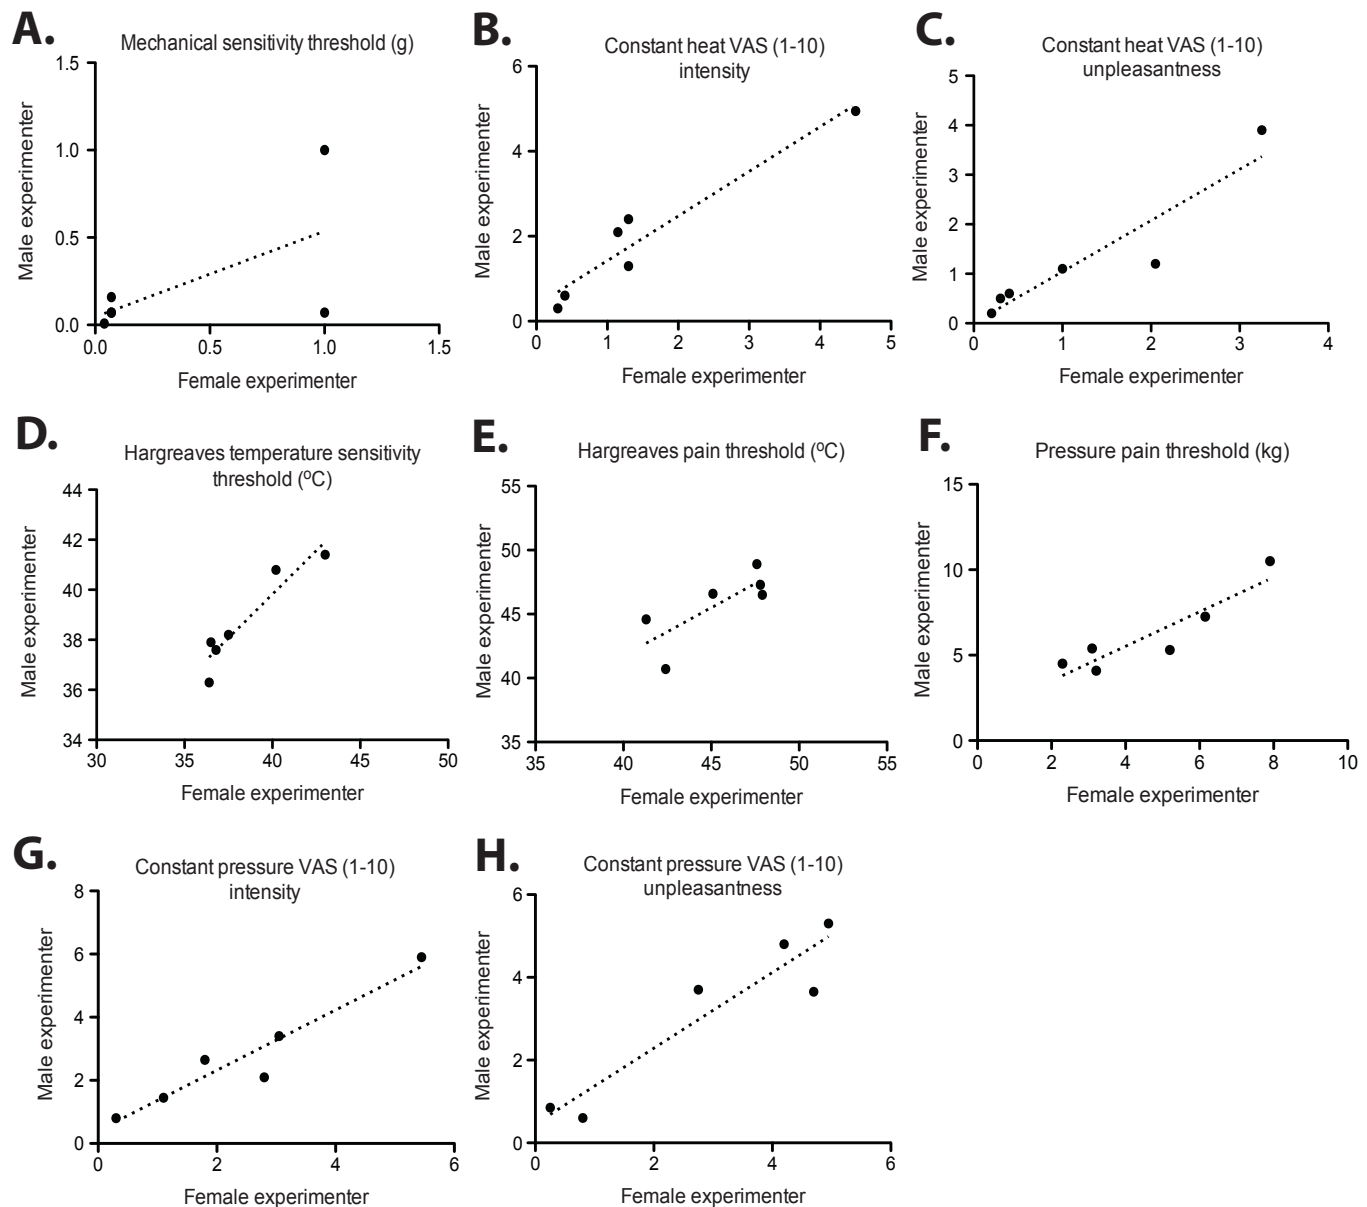 A.
Mechanical sensitivity threshold (g)
1.5
1.0
0.5
0.0
0.0 0.5 1.0 1.5
Male experimenter
Female experimenter
B.
Constant heat VAS (1-10)
intensity
6
4
2
0
0 1 2 3 4 5
Male experimenter
Female experimenter
C.
Constant heat VAS (1-10)
unpleasantness
5
4
3
2
1
0
0 1 2 3 4
Male experimenter
Female experimenter
D.
Hargreaves temperature sensitivity
threshold (ºC)
44
42
40
38
36
34
30 35 40 45 50
Male experimenter
Female experimenter
E.
Hargreaves pain threshold (ºC)
55
50
45
40
35
35 40 45 50 55
Male experimenter
Female experimenter
F.
Pressure pain threshold (kg)
15
10
5
0
0 2 4 6 8 10
Male experimenter
Female experimenter
G.
Constant pressure VAS (1-10)
intensity
8
6
4
2
0
0 2 4 6
Male experimenter
Female experimenter
H.
Constant pressure VAS (1-10)
unpleasantness
6
4
2
0
0 2 4 6
Male experimenter
Female experimenter